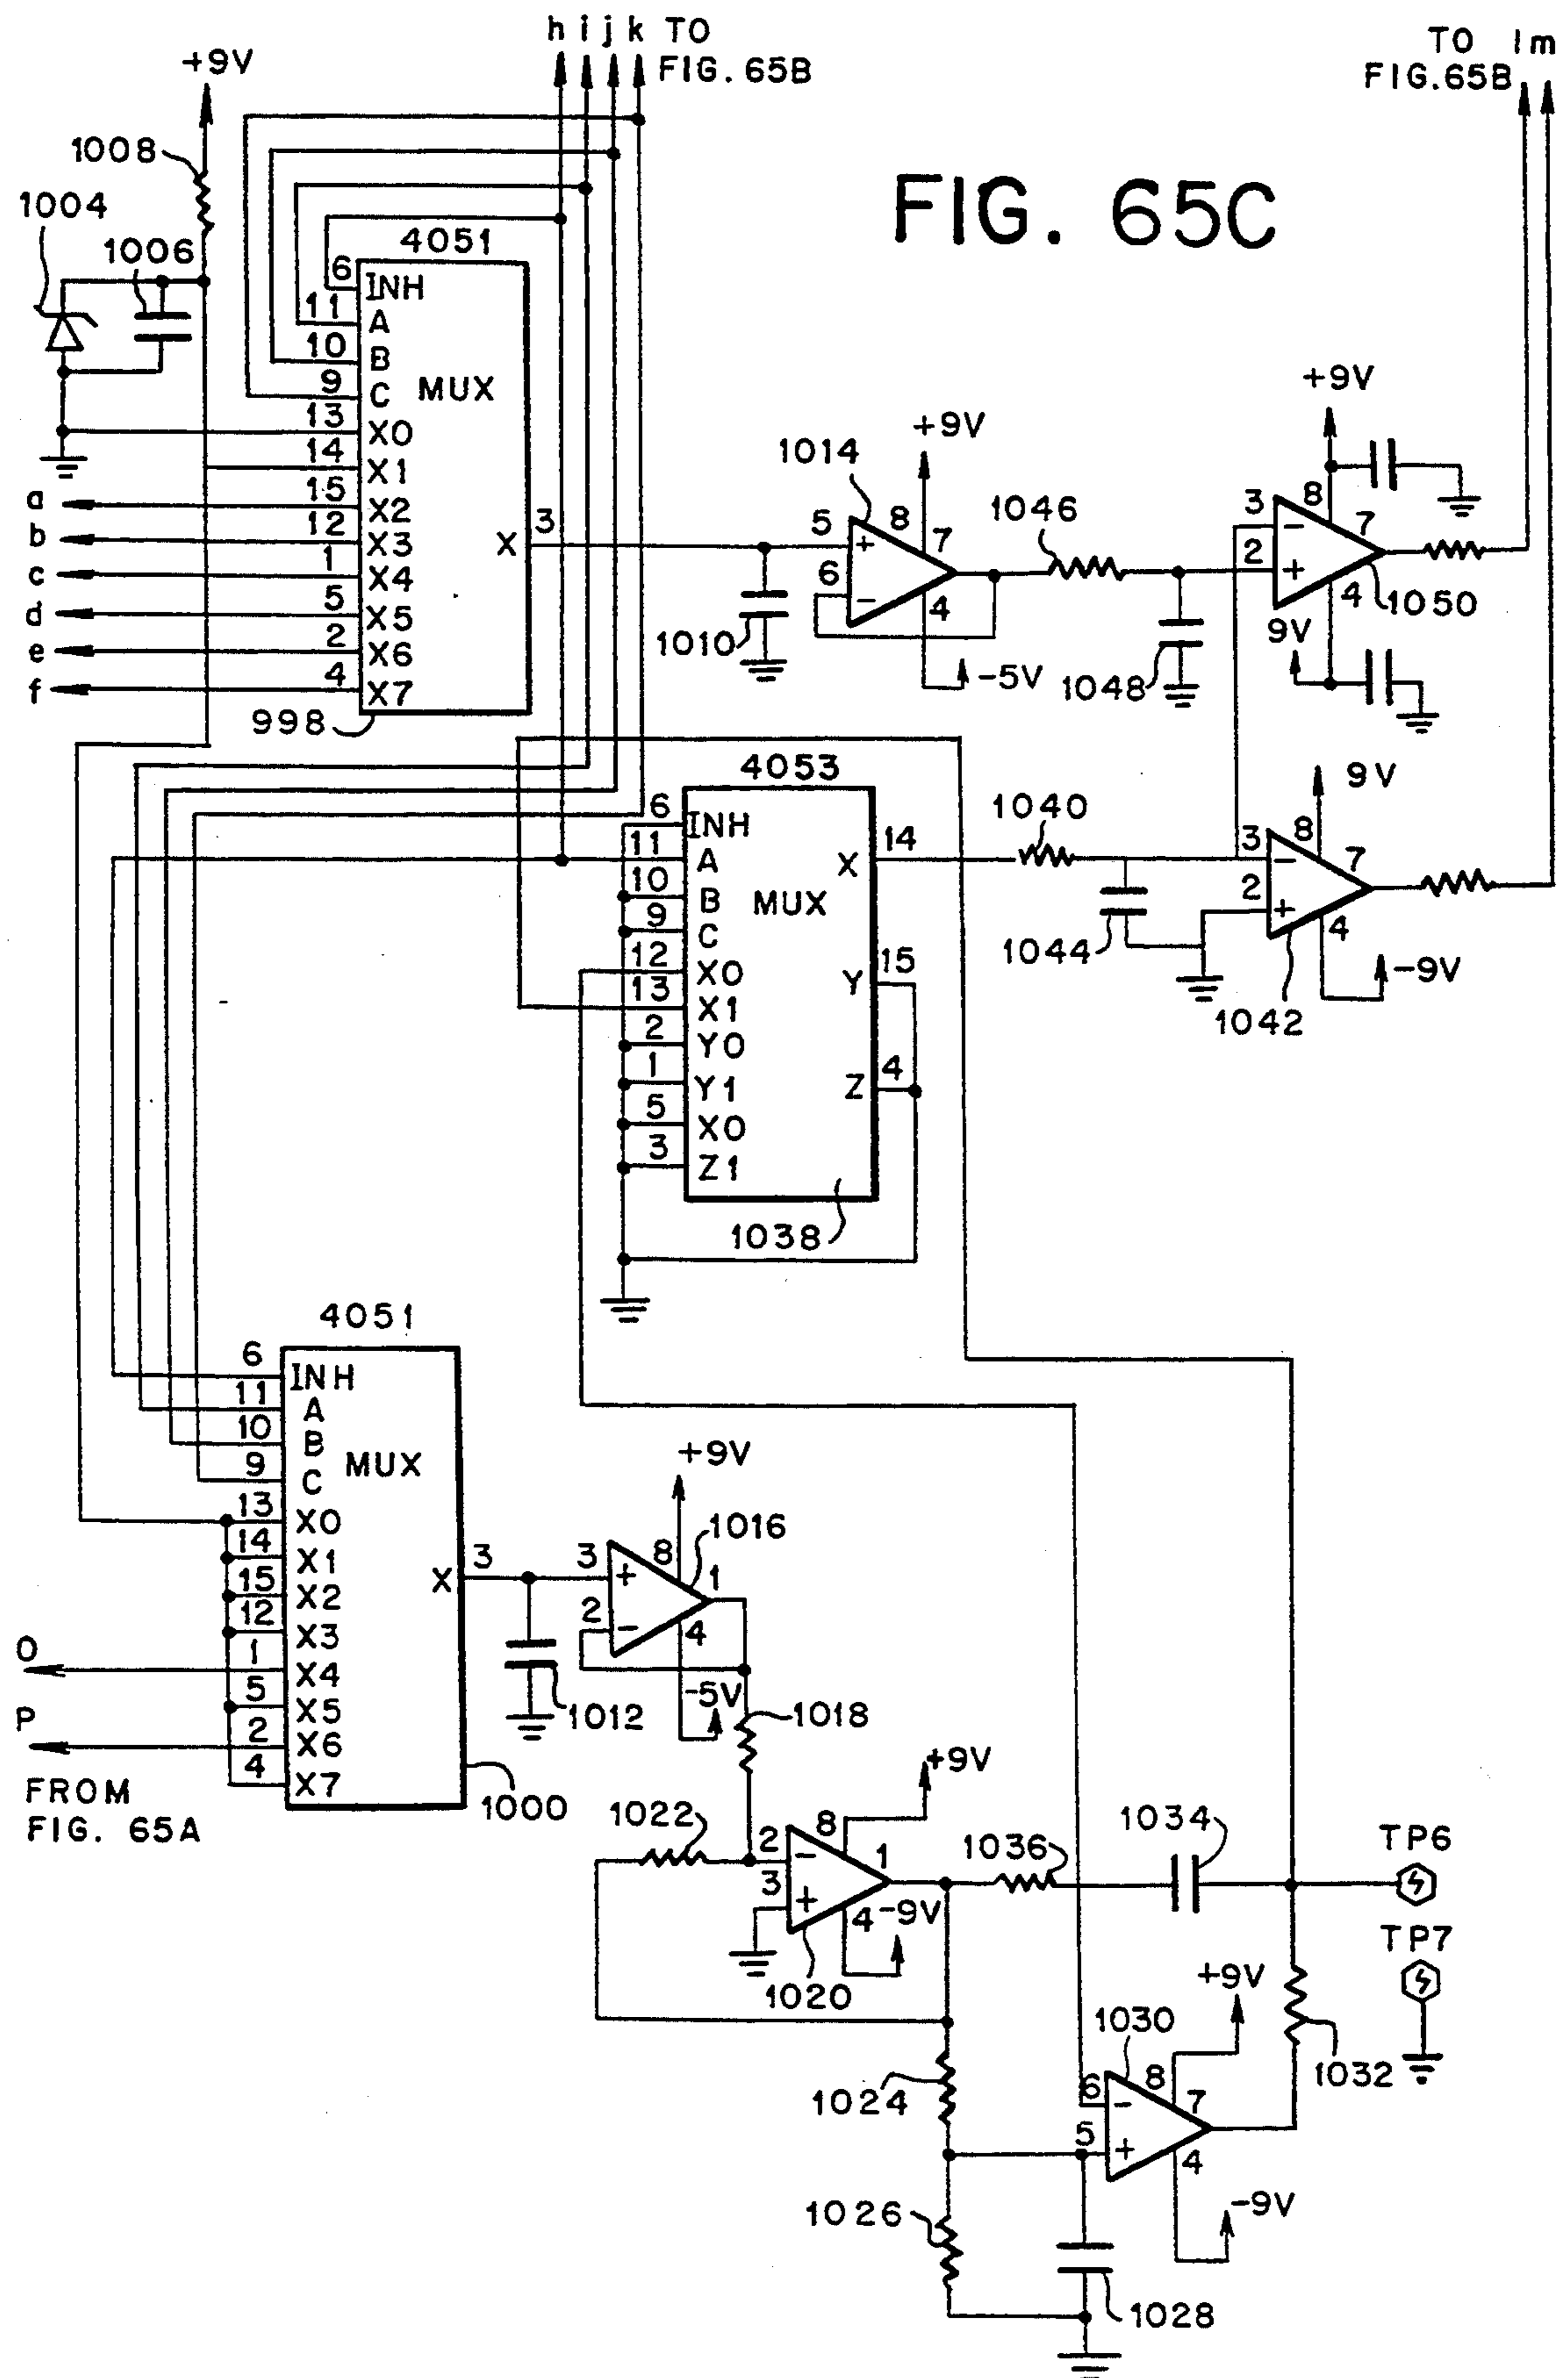 h i j k TO
FIG. 65B
TO l m
FIG. 65B
+9V
FIG. 65C
1008
1004
1006
4051
6 INH
11 A
10 B
9 C
MUX
13 X0
14 X1
a 15 X2
b 12 X3
c 1 X4
d 5 X5
e 2 X6
f 4 X7
X 3
998
1014
+9V
5 +
6 -
8
7
4
-5V
1010
1046
1048
+9V
3 -
2 +
8
7
4
1050
9V
4053
6 INH
11 A
10 B
9 C
MUX
12 X0
13 X1
2 Y0
1 Y1
5 X0
3 Z1
X 14
Y 15
Z 4
1038
1040
1044
9V
3 -
2 +
8
7
4
-9V
1042
4051
6 INH
11 A
10 B
9 C
MUX
13 X0
14 X1
15 X2
12 X3
O 1 X4
5 X5
P 2 X6
4 X7
X 3
FROM
FIG. 65A
1000
+9V
1016
3 +
2 -
8
1
4
-5V
1012
1018
+9V
1022
2 -
3 +
8
1
4
-9V
1020
1036
1034
TP6
TP7
1024
1030
+9V
6 -
5 +
8
7
4
-9V
1032
1026
1028